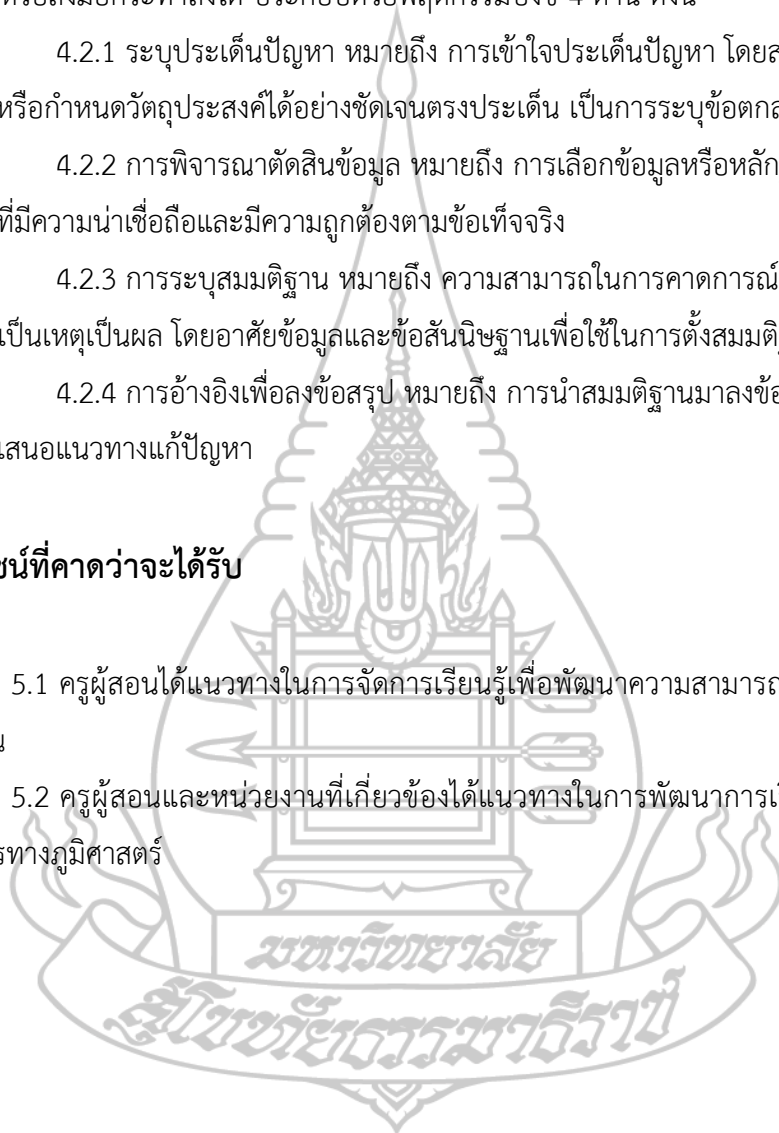 4.2.1 ระบุประเด็นปัญหา หมายถึง การเข้าใจประเด็นปัญหา
หรือกำหนดวัตถุประสงค์ได้อย่างชัดเจนตรงประเด็น เป็นการระบุข้อตกล
4.2.2 การพิจารณาตัดสินข้อมูล หมายถึง การเลือกข้อมูลหรือหลัก
ที่มีความน่าเชื่อถือและมีความถูกต้องตามข้อเท็จจริง
4.2.3 การระบุสมมติฐาน หมายถึง ความสามารถในการคาดการณ์
เป็นเหตุเป็นผล โดยอาศัยข้อมูลและข้อสันนิษฐานเพื่อใช้ในการตั้งสมมติ
4.2.4 การอ้างอิงเพื่อลงข้อสรุป หมายถึง การนำสมมติฐานมาลงข้อ
เสนอแนวทางแก้ปัญหา
ชน์ที่คาดว่าจะได้รับ
5.1 ครูผู้สอนได้แนวทางในการจัดการเรียนรู้เพื่อพัฒนาความสามารถ
น
5.2 ครูผู้สอนและหน่วยงานที่เกี่ยวข้องได้แนวทางในการพัฒนาการเ
รทางภูมิศาสตร์
มหาวิทยาลัย
สุโขทัยธรรมาธิราช